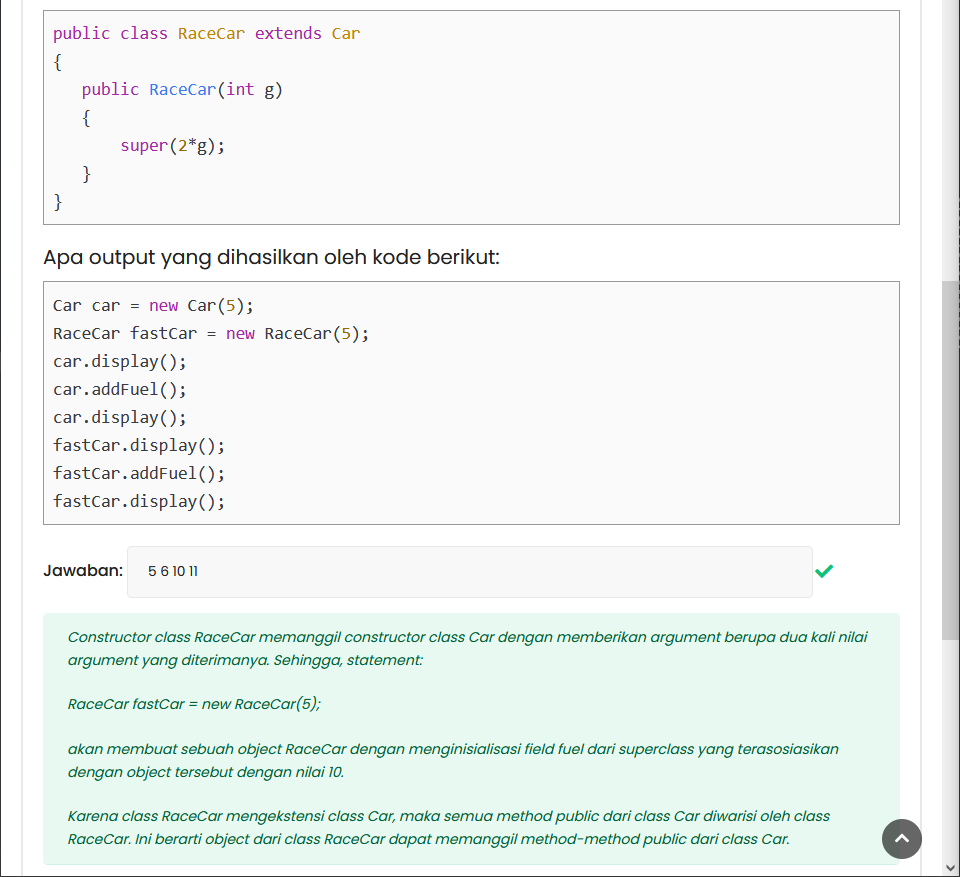 public class RaceCar extends Car
{
   public RaceCar(int g)
   {
       super(2*g);
   }
}
Apa output yang dihasilkan oleh kode berikut:
Car car = new Car(5);
RaceCar fastCar = new RaceCar(5);
car.display();
car.addFuel();
car.display();
fastCar.display();
fastCar.addFuel();
fastCar.display();
Jawaban: 5 6 10 11
Constructor class RaceCar memanggil constructor class Car dengan memberikan argument berupa dua kali nilai
argument yang diterimanya. Sehingga, statement:
RaceCar fastCar = new RaceCar(5);
akan membuat sebuah object RaceCar dengan menginisialisasi field fuel dari superclass yang terasosiasikan
dengan object tersebut dengan nilai 10.
Karena class RaceCar mengekstensi class Car, maka semua method public dari class Car diwarisi oleh class
RaceCar. Ini berarti object dari class RaceCar dapat memanggil method-method public dari class Car.